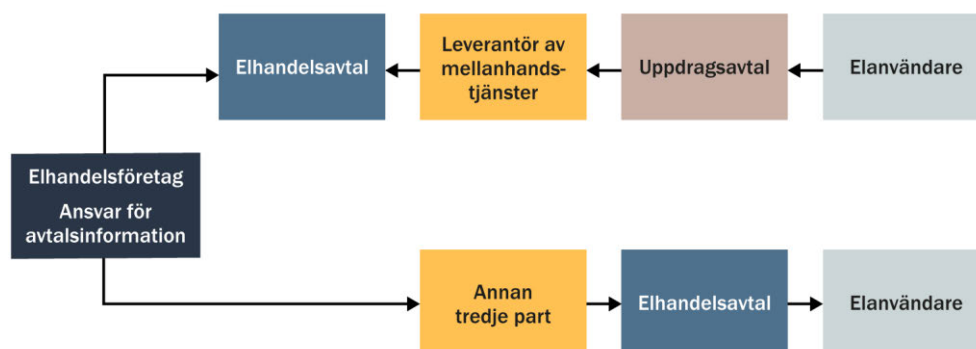 Elhandelsavtal
Leverantör av
mellanhands-
tjänster
Uppdragsavtal
Elanvändare
Elhandelsföretag
Ansvar för
avtalsinformation
Annan
tredje part
Elhandelsavtal
Elanvändare